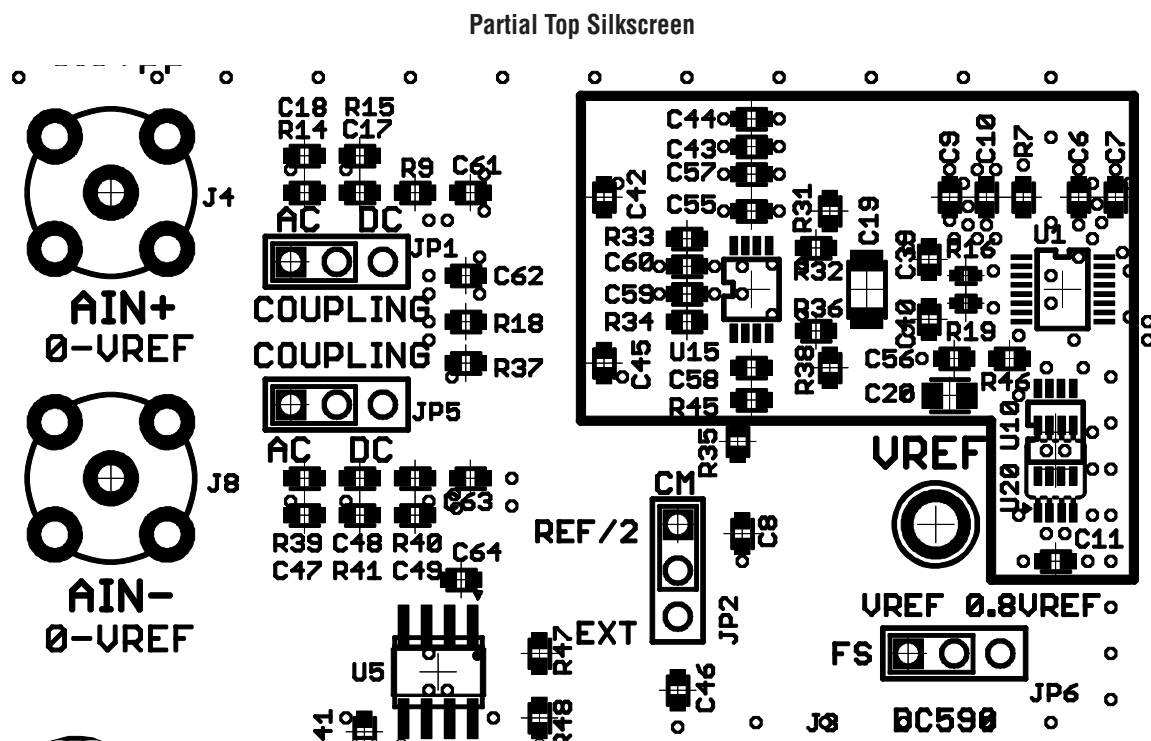 Partial Top Silkscreen
C18 R15
R14 C17
R9
C61
J4
AC DC
JP1
COUPLING
C62
R18
AIN+
0-VREF
COUPLING
R37
JP5
AC DC
J8
C63
R39 C48 R40
C47 R41 C49
C64
AIN-
0-VREF
U5
41
R47
R48
C44
C43
C57
C55
C42
R33
C60
C59
R34
C45
U15
C58
R45
R31
R32
C19
R36
R38
C9
C10
R7
C6
C7
C39
R16
U1
C40
R19
C56
R46
C20
U10
U20
C11
R35
VREF
CM
REF/2
C8
EXT
JP2
C46
VREF 0.8VREF
FS
JP6
J3
DC590